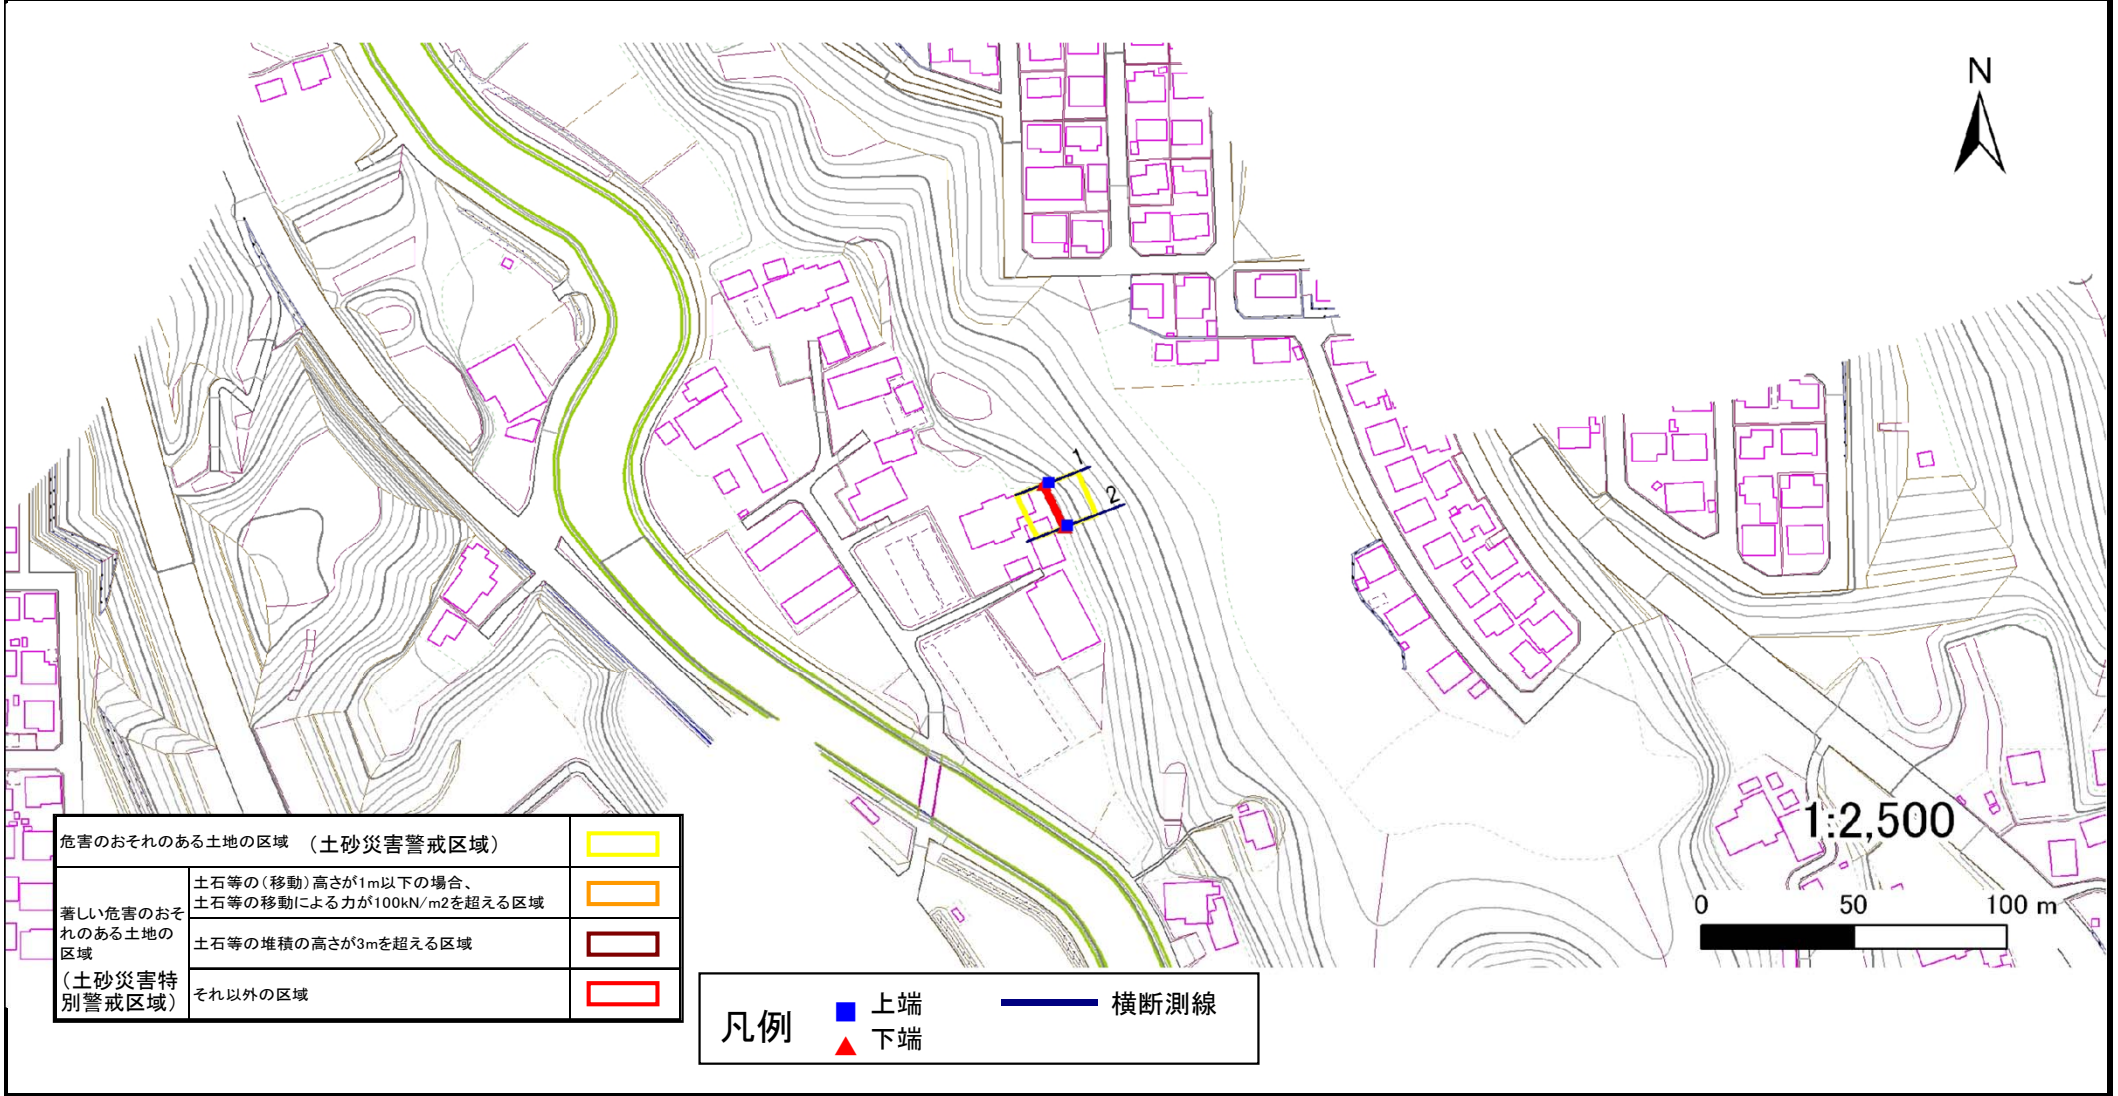 N
1
2
1:2,500
0 50 100 m
危害のおそれのある土地の区域 (土砂災害警戒区域)
著しい危害のおそ
れのある土地の
区域
(土砂災害特
別警戒区域)
土石等の(移動)高さが1m以下の場合、
土石等の移動による力が100kN/m2を超える区域
土石等の堆積の高さが3mを超える区域
それ以外の区域
凡例
上端
下端
横断測線